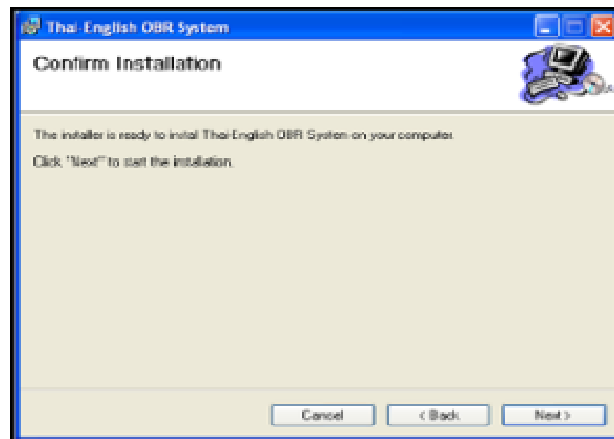 Thai-English OBR System
Confirm Installation
The installer is ready to install Thai-English OBR System on your computer.
Click "Next" to start the installation.
Cancel
< Back
Next >